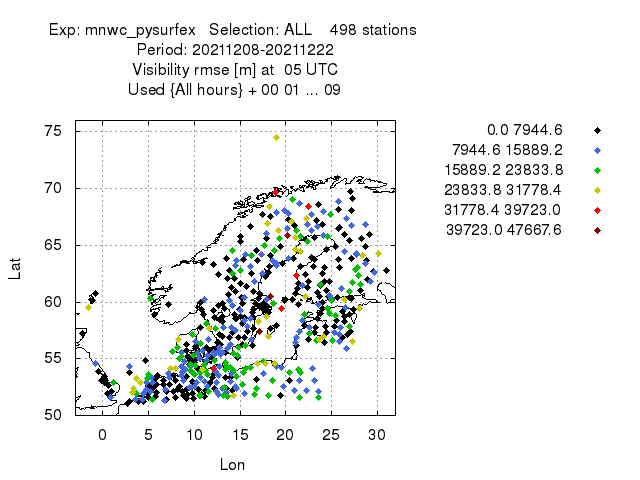 Exp: mnwc_pysurfex   Selection: ALL    498 stations
Period: 20211208-20211222
Visibility rmse [m] at  05 UTC
Used {All hours} + 00 01 ... 09
0.0 7944.6
7944.6 15889.2
15889.2 23833.8
23833.8 31778.4
31778.4 39723.0
39723.0 47667.6
75
70
65
60
55
50
Lat
0 5 10 15 20 25 30
Lon